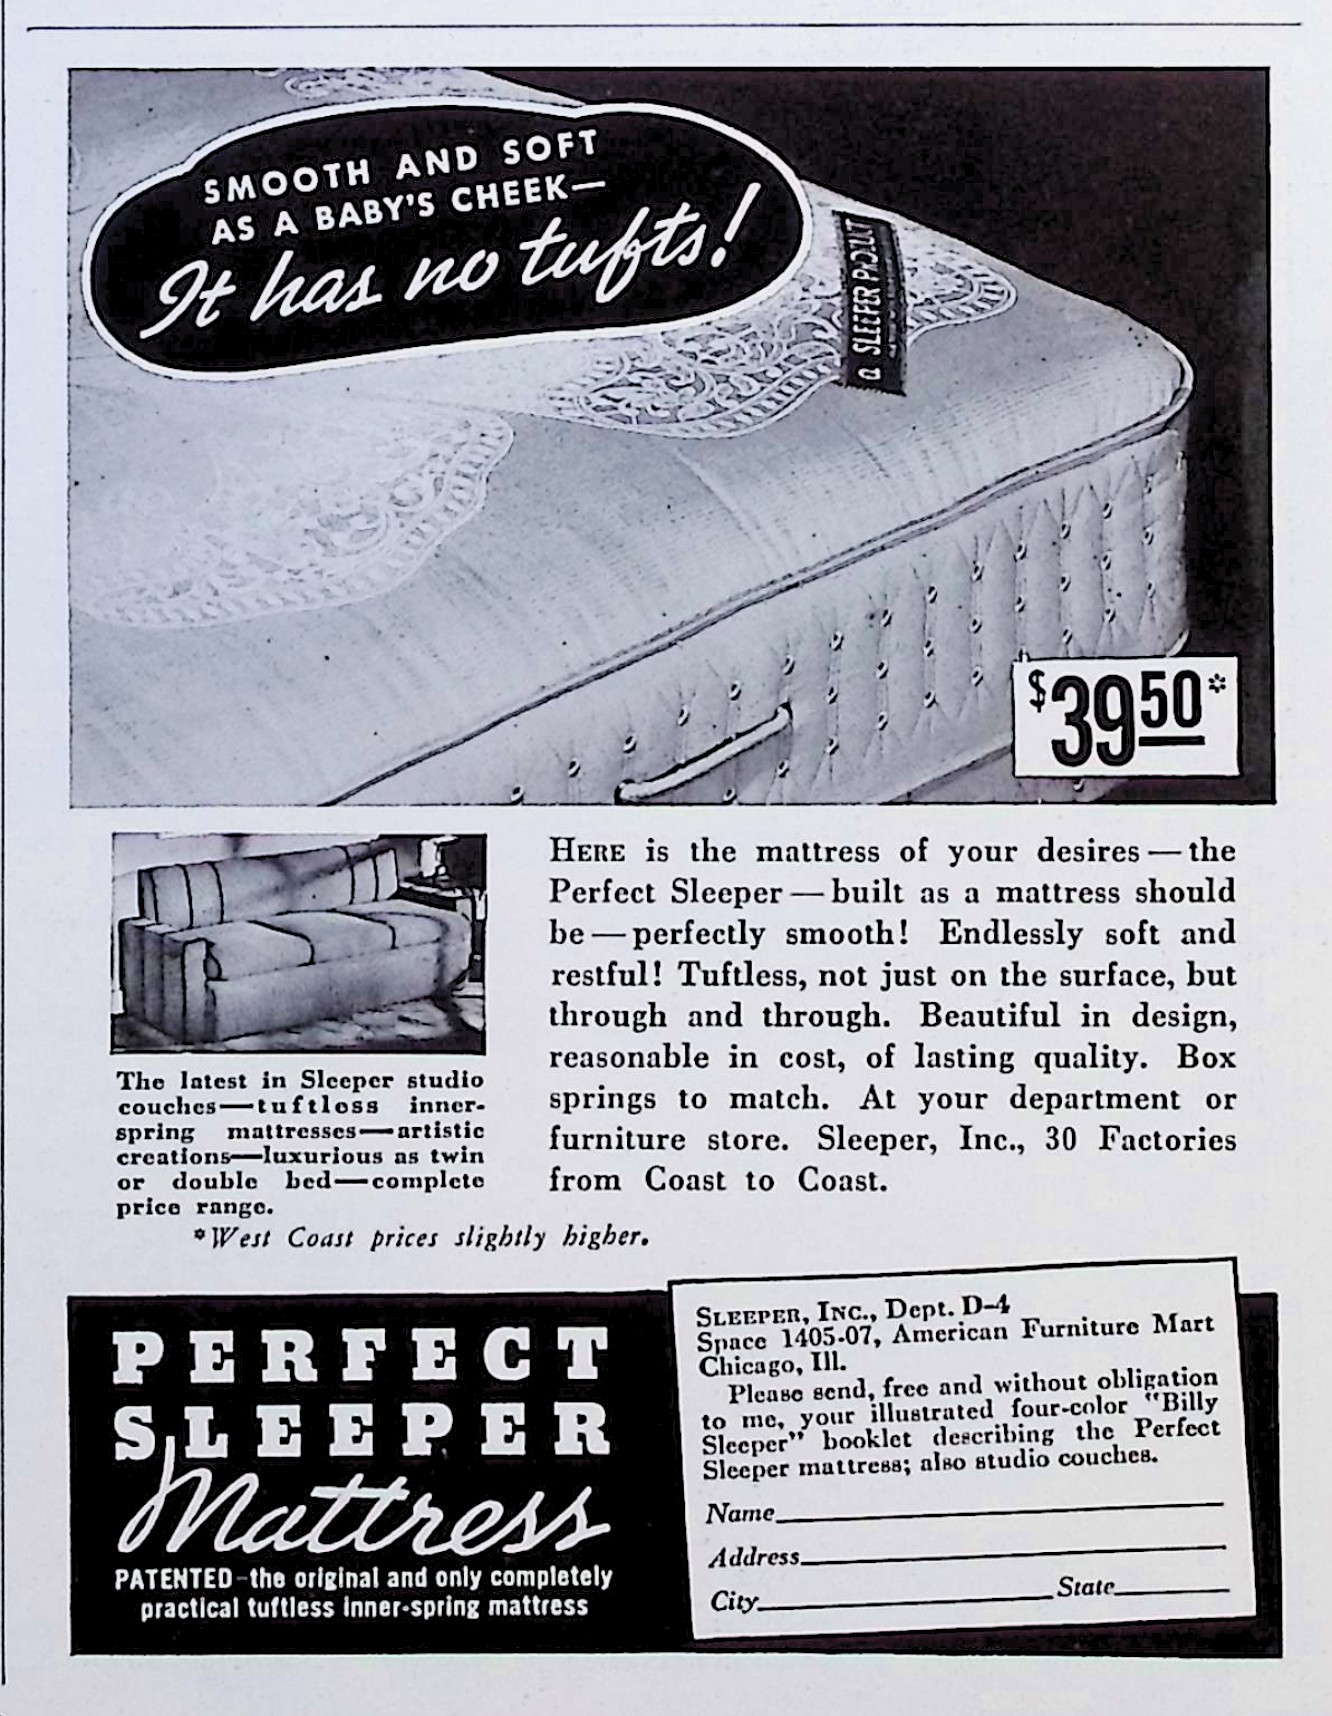 SMOOTH AND SOFT
AS A BABY'S CHEEK—
It has no tufts!
a SLEEPER PRODUCT
$39.50*
HERE is the mattress of your desires — the
Perfect Sleeper — built as a mattress should
be — perfectly smooth! Endlessly soft and
restful! Tuftless, not just on the surface, but
through and through. Beautiful in design,
reasonable in cost, of lasting quality. Box
springs to match. At your department or
furniture store. Sleeper, Inc., 30 Factories
from Coast to Coast.
The latest in Sleeper studio
couches—tuftless inner-
spring mattresses—artistic
creations—luxurious as twin
or double bed—complete
price range.
*West Coast prices slightly higher.
PERFECT
SLEEPER
Mattress
PATENTED–the original and only completely
practical tuftless inner-spring mattress
SLEEPER, INC., Dept. D-4
Space 1405-07, American Furniture Mart
Chicago, Ill.
Please send, free and without obligation
to me, your illustrated four-color "Billy
Sleeper" booklet describing the Perfect
Sleeper mattress; also studio couches.
Name
Address
City State